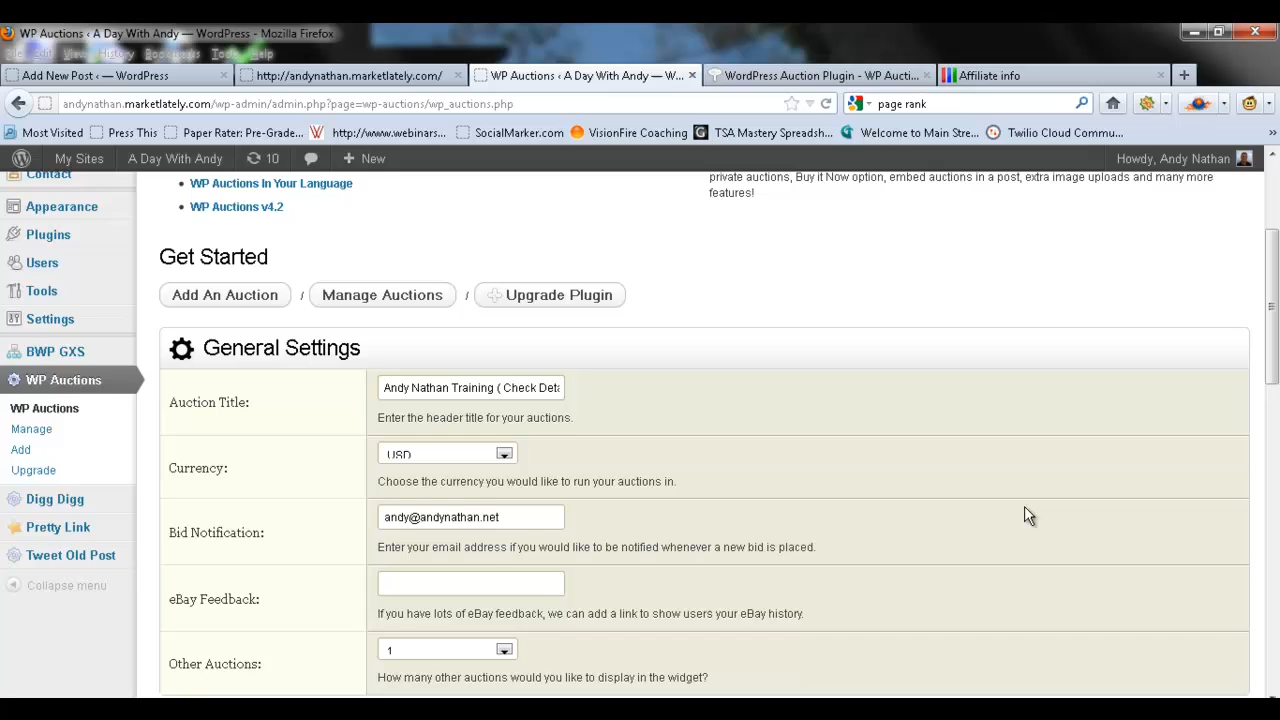 WP Auctions ‹ A Day With Andy — WordPress - Mozilla Firefox
File Edit View History Bookmarks Tools Help
Add New Post ‹ — WordPress
http://andynathan.marketlately.com/
WP Auctions ‹ A Day With Andy — W...
WordPress Auction Plugin - WP Aucti...
Affiliate info
andynathan.marketlately.com/wp-admin/admin.php?page=wp-auctions/wp_auctions.php
page rank
Most Visited
Press This
Paper Rater: Pre-Grade...
http://www.webinars...
SocialMarker.com
VisionFire Coaching
TSA Mastery Spreadsh...
Welcome to Main Stre...
Twilio Cloud Commu...
My Sites
A Day With Andy
10
New
Howdy, Andy Nathan
Contact
Appearance
Plugins
Users
Tools
Settings
BWP GXS
WP Auctions
WP Auctions
Manage
Add
Upgrade
Digg Digg
Pretty Link
Tweet Old Post
Collapse menu
WP Auctions In Your Language
WP Auctions v4.2
private auctions, Buy it Now option, embed auctions in a post, extra image uploads and many more
features!
Get Started
Add An Auction / Manage Auctions / Upgrade Plugin
General Settings
Auction Title:
Andy Nathan Training ( Check Deta
Enter the header title for your auctions.
Currency:
USD
Choose the currency you would like to run your auctions in.
Bid Notification:
andy@andynathan.net
Enter your email address if you would like to be notified whenever a new bid is placed.
eBay Feedback:
If you have lots of eBay feedback, we can add a link to show users your eBay history.
Other Auctions:
1
How many other auctions would you like to display in the widget?